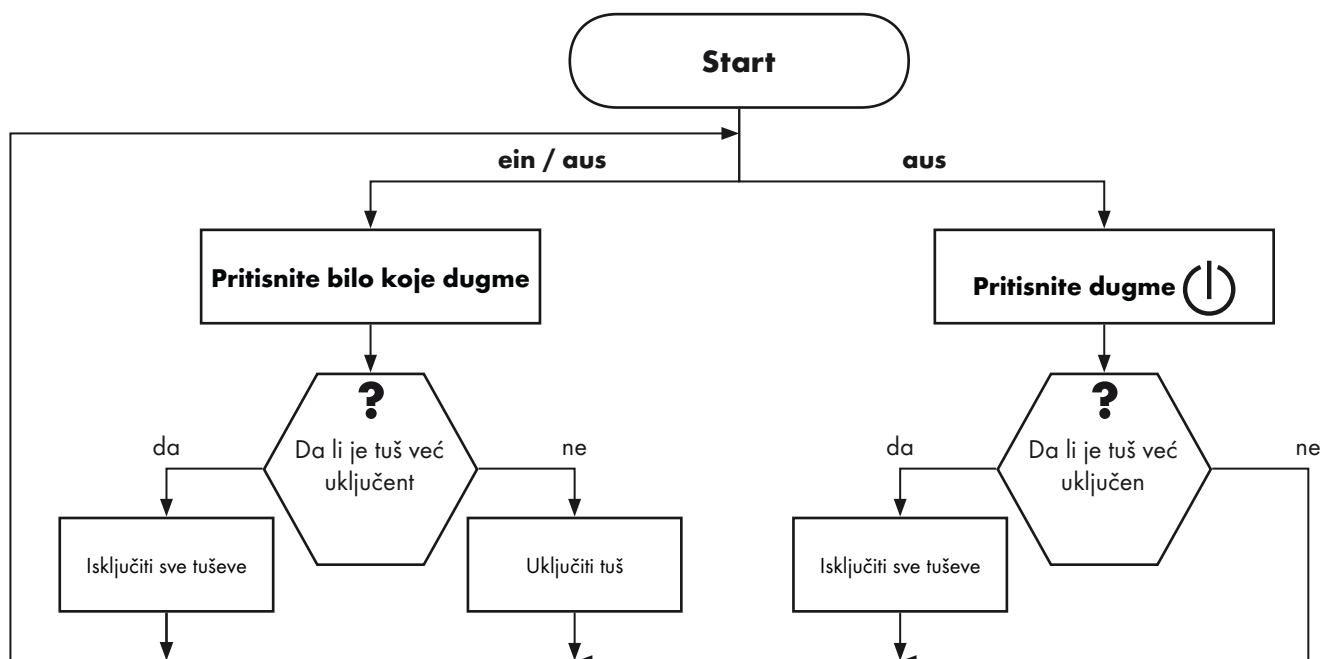 Start
ein / aus
aus
Pritisnite bilo koje dugme
Pritisnite dugme
?
Da li je tuš već
uključent
da
ne
?
Da li je tuš već
uključen
da
ne
Isključiti sve tuševe
Uključiti tuš
Isključiti sve tuševe